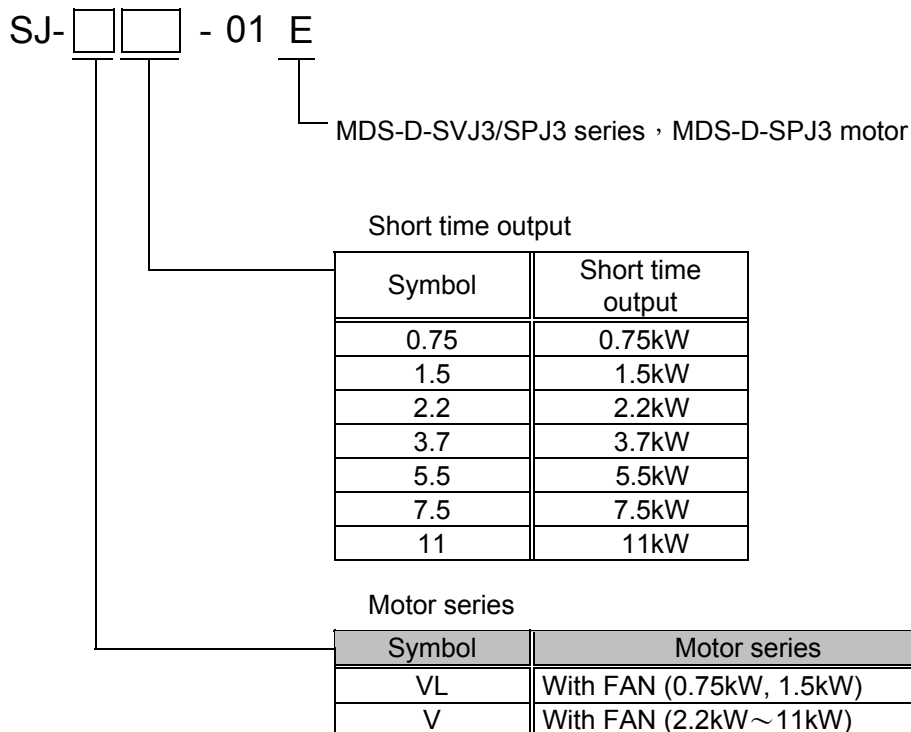 SJ-□□ - 01 E
MDS-D-SVJ3/SPJ3 series，MDS-D-SPJ3 motor
Short time output
Symbol Short time
output
0.75 0.75kW
1.5 1.5kW
2.2 2.2kW
3.7 3.7kW
5.5 5.5kW
7.5 7.5kW
11 11kW
Motor series
Symbol Motor series
VL With FAN (0.75kW, 1.5kW)
V With FAN (2.2kW～11kW)